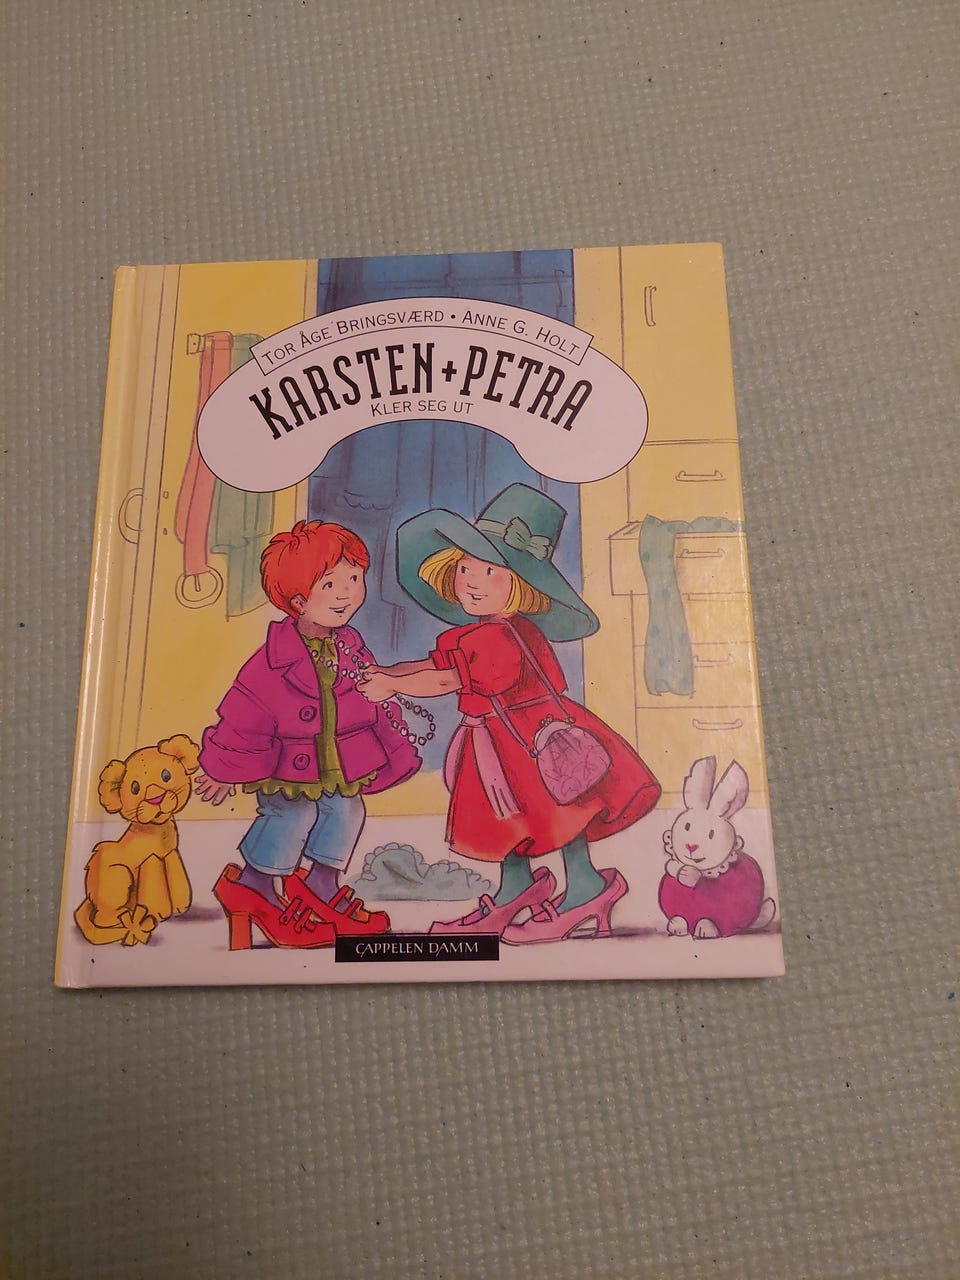 TOR ÅGE BRINGSVÆRD • ANNE G. HOLT
KARSTEN+PETRA
KLER SEG UT
CAPPELEN DAMM